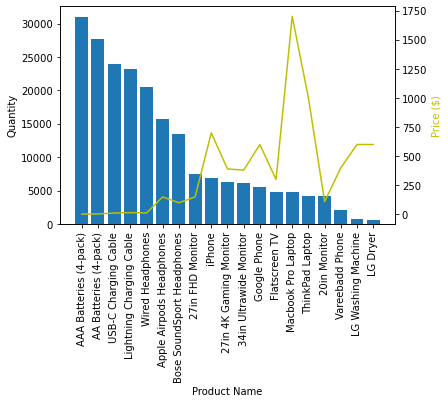 30000
25000
20000
15000
10000
5000
0
Quantity
1750
1500
1250
1000
750
500
250
0
Price ($)
AAA Batteries (4-pack)
AA Batteries (4-pack)
USB-C Charging Cable
Lightning Charging Cable
Wired Headphones
Apple Airpods Headphones
Bose SoundSport Headphones
27in FHD Monitor
iPhone
27in 4K Gaming Monitor
34in Ultrawide Monitor
Google Phone
Flatscreen TV
Macbook Pro Laptop
ThinkPad Laptop
20in Monitor
Vareebadd Phone
LG Washing Machine
LG Dryer
Product Name